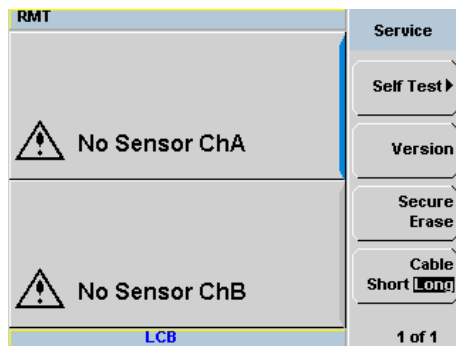 RMT
Service
Self Test
No Sensor ChA
Version
Secure
Erase
Cable
Short Long
No Sensor ChB
LCB
1 of 1